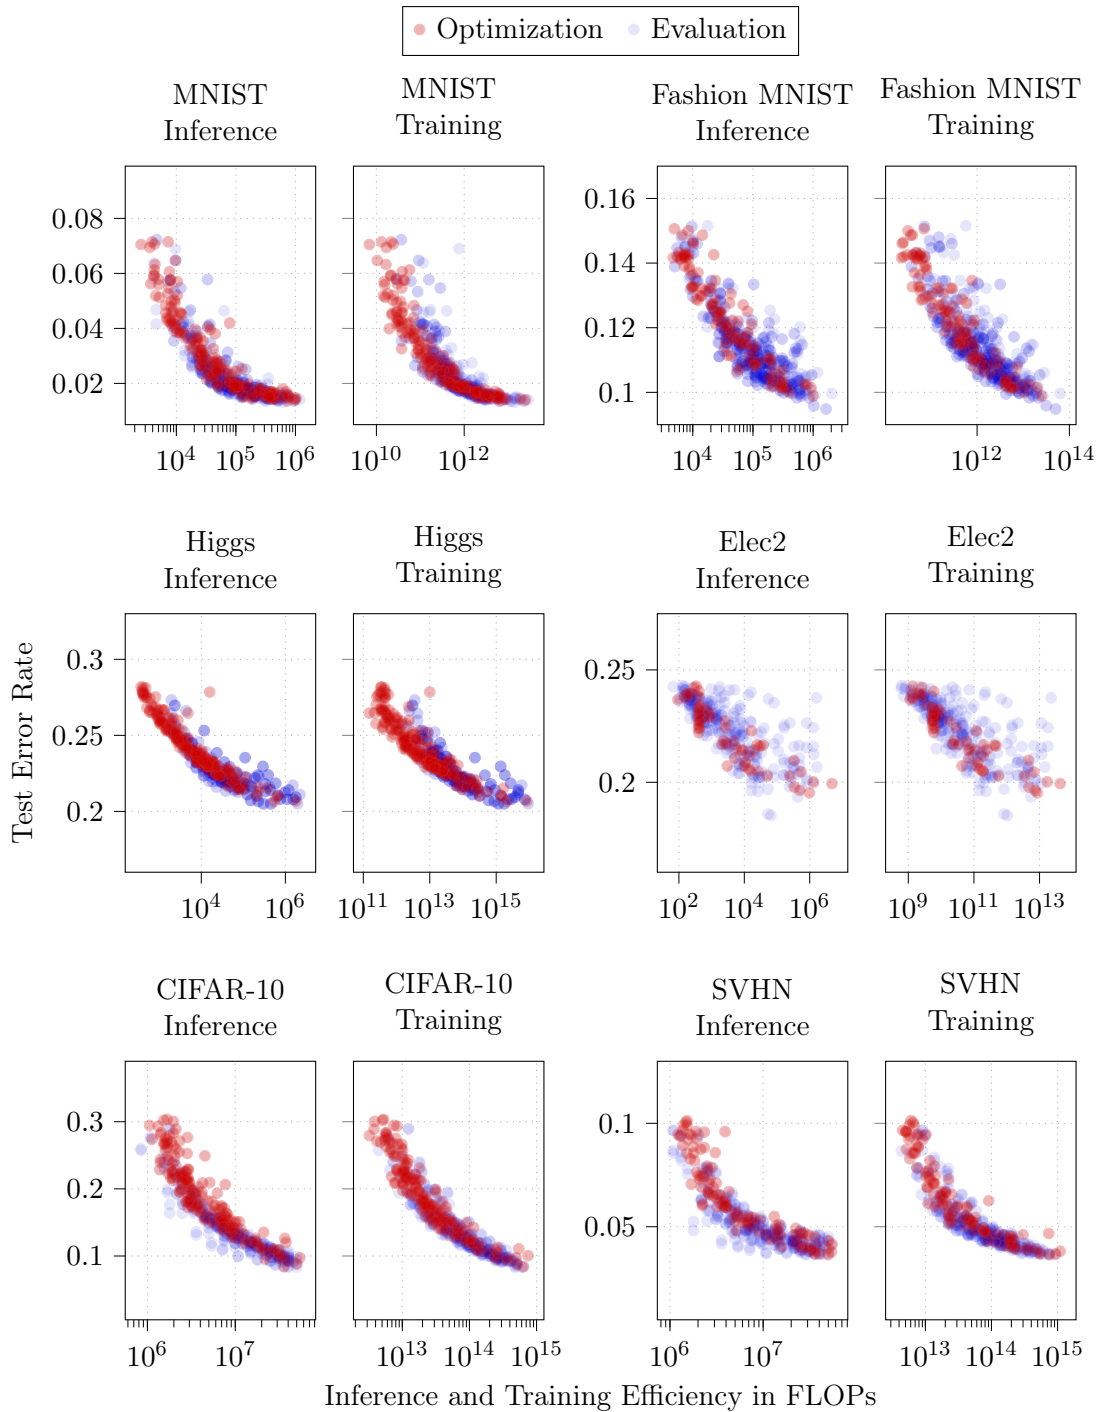 Optimization Evaluation
MNIST
Inference
MNIST
Training
Fashion MNIST
Inference
Fashion MNIST
Training
0.08
0.06
0.04
0.02
10^4 10^5 10^6
10^10 10^12
0.16
0.14
0.12
0.1
10^4 10^5 10^6
10^12 10^14
Higgs
Inference
Higgs
Training
Elec2
Inference
Elec2
Training
Test Error Rate
0.3
0.25
0.2
10^4 10^6
10^11 10^13 10^15
0.25
0.2
10^2 10^4 10^6
10^9 10^11 10^13
CIFAR-10
Inference
CIFAR-10
Training
SVHN
Inference
SVHN
Training
0.3
0.2
0.1
10^6 10^7
10^13 10^14 10^15
0.1
0.05
10^6 10^7
10^13 10^14 10^15
Inference and Training Efficiency in FLOPs